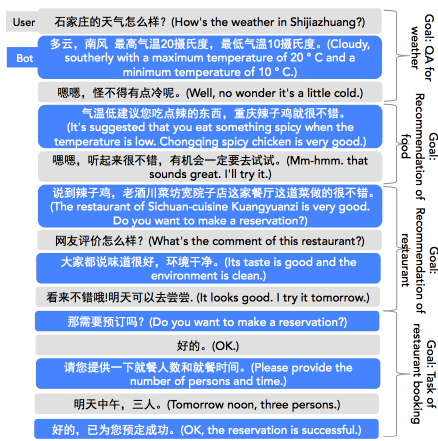 User
石家庄的天气怎么样? (How's the weather in Shijiazhuang?)
Bot
多云，南风 最高气温20摄氏度，最低气温10摄氏度。(Cloudy,
southerly with a maximum temperature of 20 ° C and a
minimum temperature of 10 ° C.)
嗯嗯，怪不得有点冷呢。(Well, no wonder it's a little cold.)
Goal: QA for
weather
气温低建议您吃点辣的东西，重庆辣子鸡就很不错。
(It's suggested that you eat something spicy when the
temperature is low. Chongqing spicy chicken is very good.)
嗯嗯，听起来很不错，有机会一定要去试试。(Mm-hmm. that
sounds great. I'll try it.)
Goal:
Recommendation of
food
说到辣子鸡，老酒川菜坊宽院子店这家餐厅这道菜做的很不错。
(The restaurant of Sichuan-cuisine Kuangyuanzi is very good.
Do you want to make a reservation?)
网友评价怎么样? (What's the comment of this restaurant?)
大家都说味道很好，环境干净。(Its taste is good and the
environment is clean.)
看来不错哦!明天可以去尝尝. (It looks good. I try it tomorrow.)
Goal:
Recommendation of
restaurant
那需要预订吗? (Do you want to make a reservation?)
好的。(OK.)
请您提供一下就餐人数和就餐时间。(Please provide the
number of persons and time.)
明天中午，三人。(Tomorrow noon, three persons.)
好的，已为您预定成功。(OK, the reservation is successful.)
Goal: Task of
restaurant booking